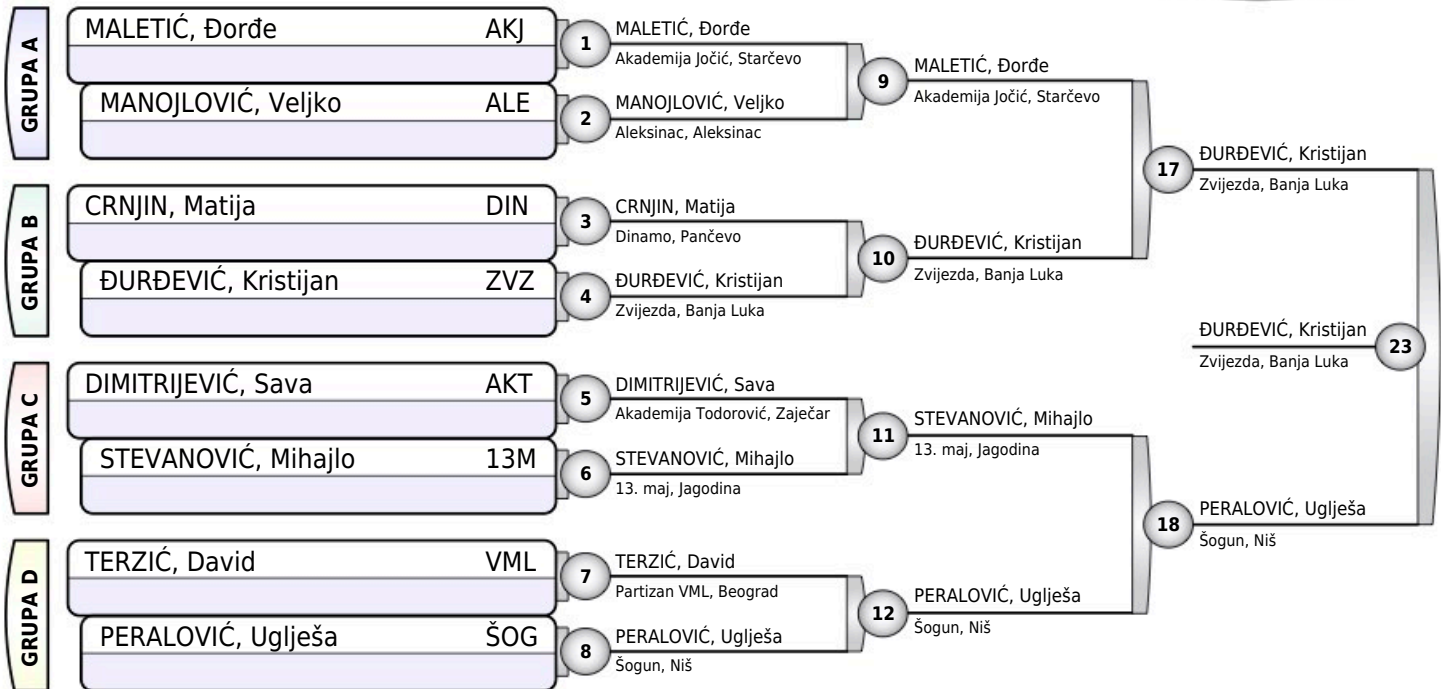 GRUPA A
MALETIĆ, Đorđe AKJ
MANOJLOVIĆ, Veljko ALE
GRUPA B
CRNJIN, Matija DIN
ĐURĐEVIĆ, Kristijan ZVZ
GRUPA C
DIMITRIJEVIĆ, Sava AKT
STEVANOVIĆ, Mihajlo 13M
GRUPA D
TERZIĆ, David VML
PERALOVIĆ, Uglješa ŠOG
1
MALETIĆ, Đorđe
Akademija Jočić, Starčevo
2
MANOJLOVIĆ, Veljko
Aleksinac, Aleksinac
3
CRNJIN, Matija
Dinamo, Pančevo
4
ĐURĐEVIĆ, Kristijan
Zvijezda, Banja Luka
5
DIMITRIJEVIĆ, Sava
Akademija Todorović, Zaječar
6
STEVANOVIĆ, Mihajlo
13. maj, Jagodina
7
TERZIĆ, David
Partizan VML, Beograd
8
PERALOVIĆ, Uglješa
Šogun, Niš
9
MALETIĆ, Đorđe
Akademija Jočić, Starčevo
10
ĐURĐEVIĆ, Kristijan
Zvijezda, Banja Luka
11
STEVANOVIĆ, Mihajlo
13. maj, Jagodina
12
PERALOVIĆ, Uglješa
Šogun, Niš
17
ĐURĐEVIĆ, Kristijan
Zvijezda, Banja Luka
18
PERALOVIĆ, Uglješa
Šogun, Niš
ĐURĐEVIĆ, Kristijan
Zvijezda, Banja Luka
23